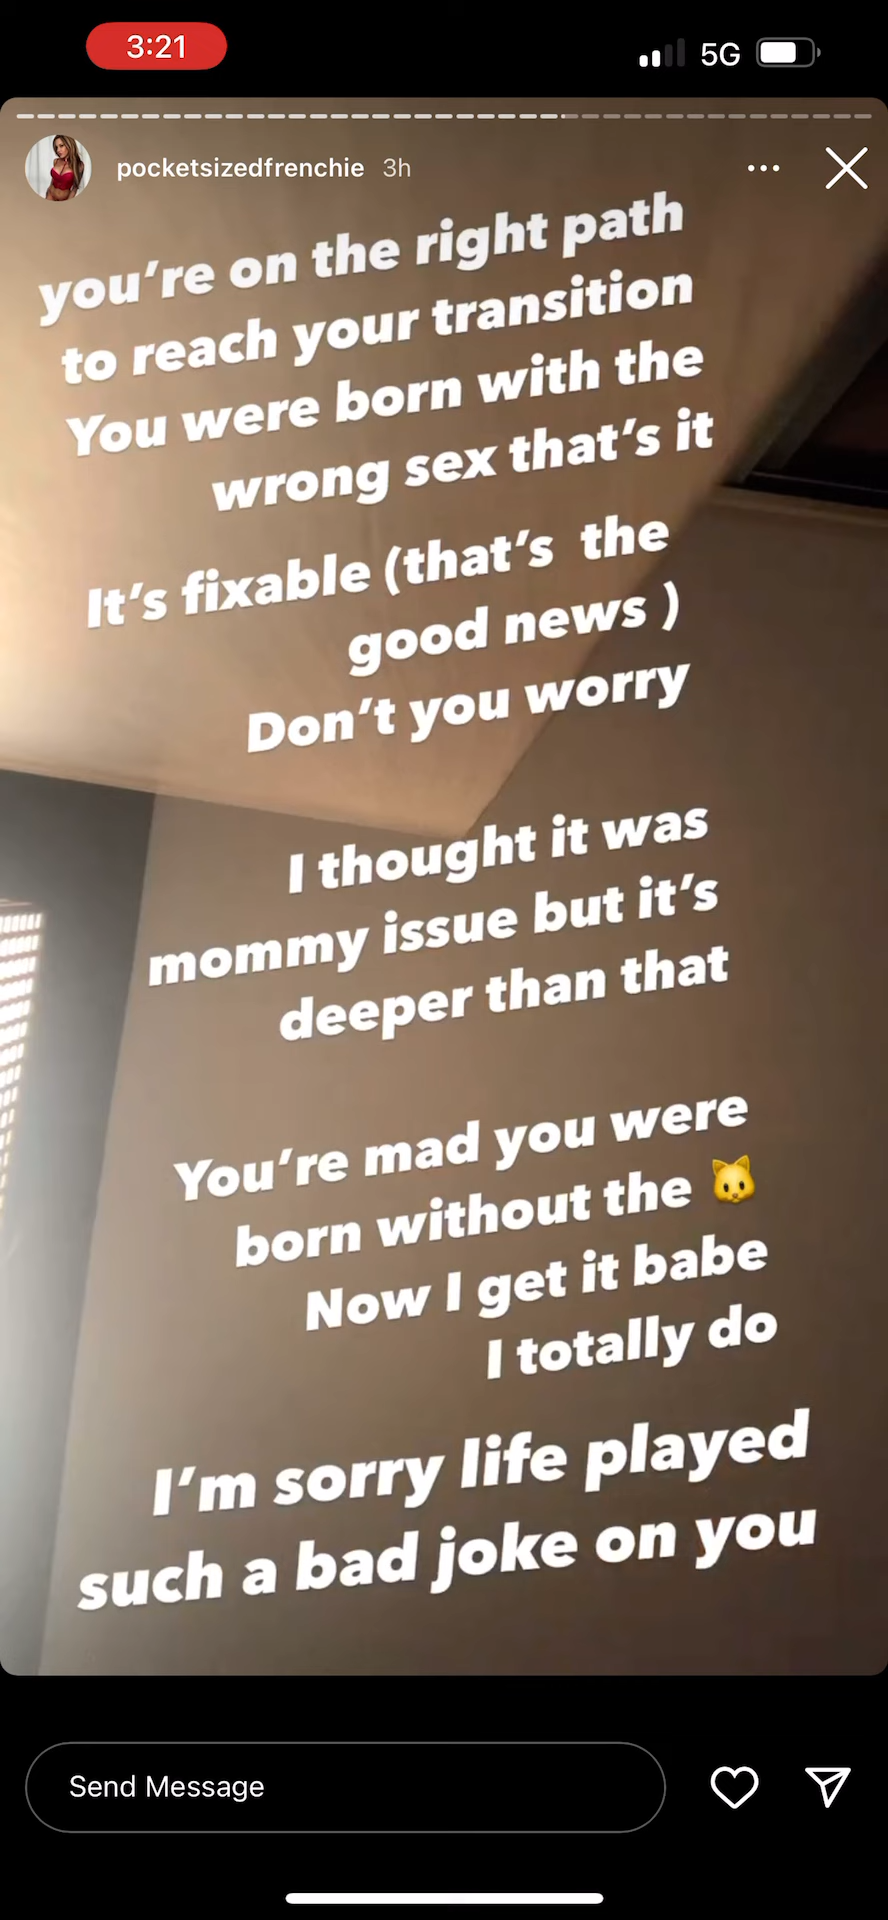 3:21
5G
pocketsizedfrenchie 3h
you're on the right path
to reach your transition
You were born with the
wrong sex that's it
It's fixable (that's the
good news )
Don't you worry
I thought it was
mommy issue but it's
deeper than that
You're mad you were
born without the 🐱
Now I get it babe
I totally do
I'm sorry life played
such a bad joke on you
Send Message